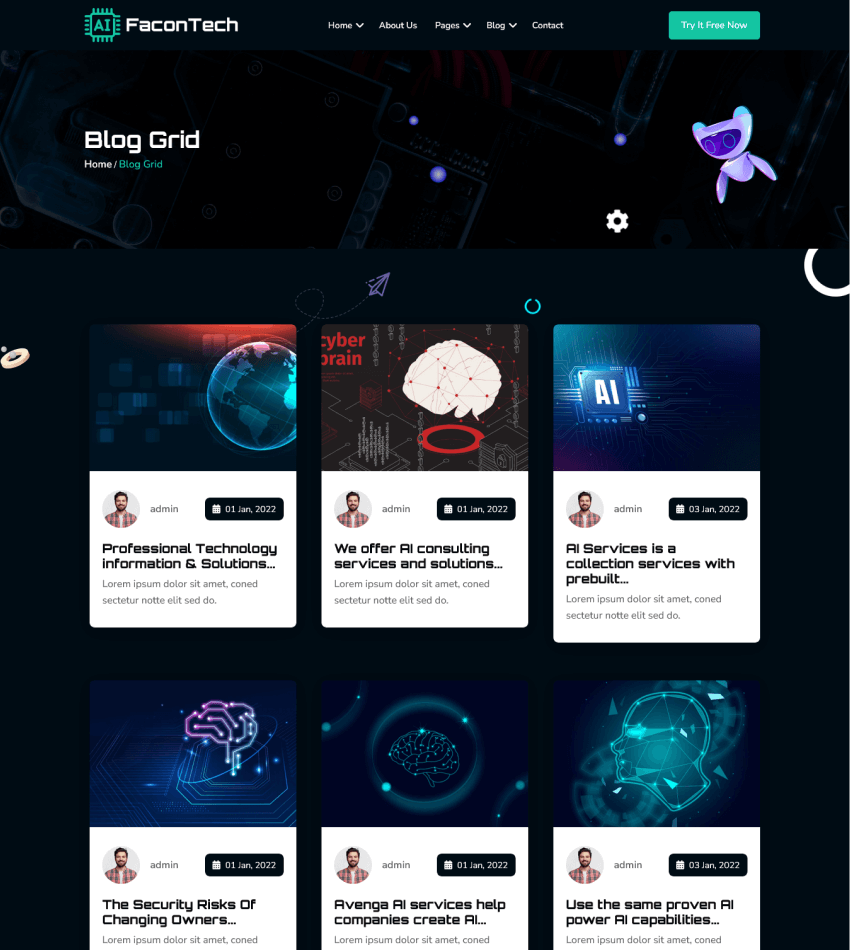 AI FaconTech
Home About Us Pages Blog Contact
Try It Free Now
Blog Grid
Home / Blog Grid
cyber
brain
AI
admin 01 Jan, 2022
Professional Technology
information & Solutions...
Lorem ipsum dolor sit amet, coned
sectetur notte elit sed do.
admin 01 Jan, 2022
We offer AI consulting
services and solutions...
Lorem ipsum dolor sit amet, coned
sectetur notte elit sed do.
admin 03 Jan, 2022
AI Services is a
collection services with
prebuilt...
Lorem ipsum dolor sit amet, coned
sectetur notte elit sed do.
admin 01 Jan, 2022
The Security Risks Of
Changing Owners...
Lorem ipsum dolor sit amet, coned
admin 01 Jan, 2022
Avenga AI services help
companies create AI...
Lorem ipsum dolor sit amet, coned
admin 03 Jan, 2022
Use the same proven AI
power AI capabilities...
Lorem ipsum dolor sit amet, coned